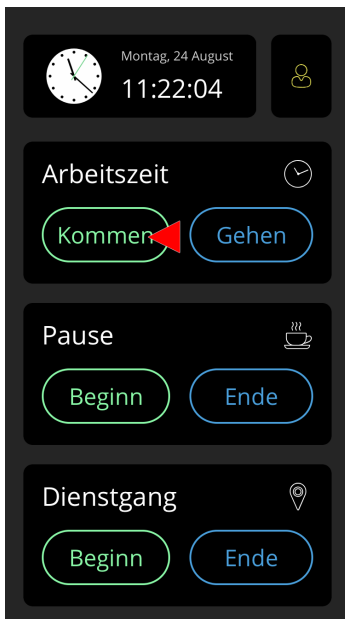 Montag, 24 August
11:22:04
Arbeitszeit
Kommen
Gehen
Pause
Beginn
Ende
Dienstgang
Beginn
Ende